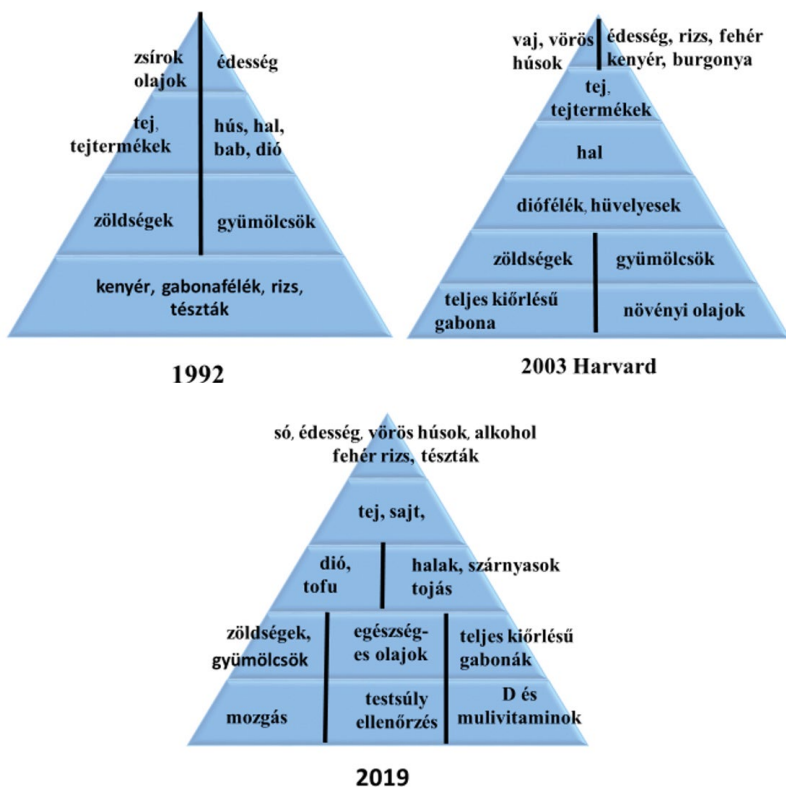 zsírok
olajok
édesség
tej,
tejtermékek
hús, hal,
bab, dió
zöldségek
gyümölcsök
kenyér, gabonafélék, rizs,
tészták
1992
vaj, vörös
húsok
édesség, rizs, fehér
kenyér, burgonya
tej,
tejtermékek
hal
diófélék, hüvelyesek
zöldségek
gyümölcsök
teljes kiőrlésű
gabona
növényi olajok
2003 Harvard
só, édesség, vörös húsok, alkohol
fehér rizs, tészták
tej, sajt,
dió,
tofu
halak, szárnyasok
tojás
zöldségek,
gyümölcsök
egészség-
es olajok
teljes kiőrlésű
gabonák
mozgás
testsúly
ellenőrzés
D és
mulivitaminok
2019